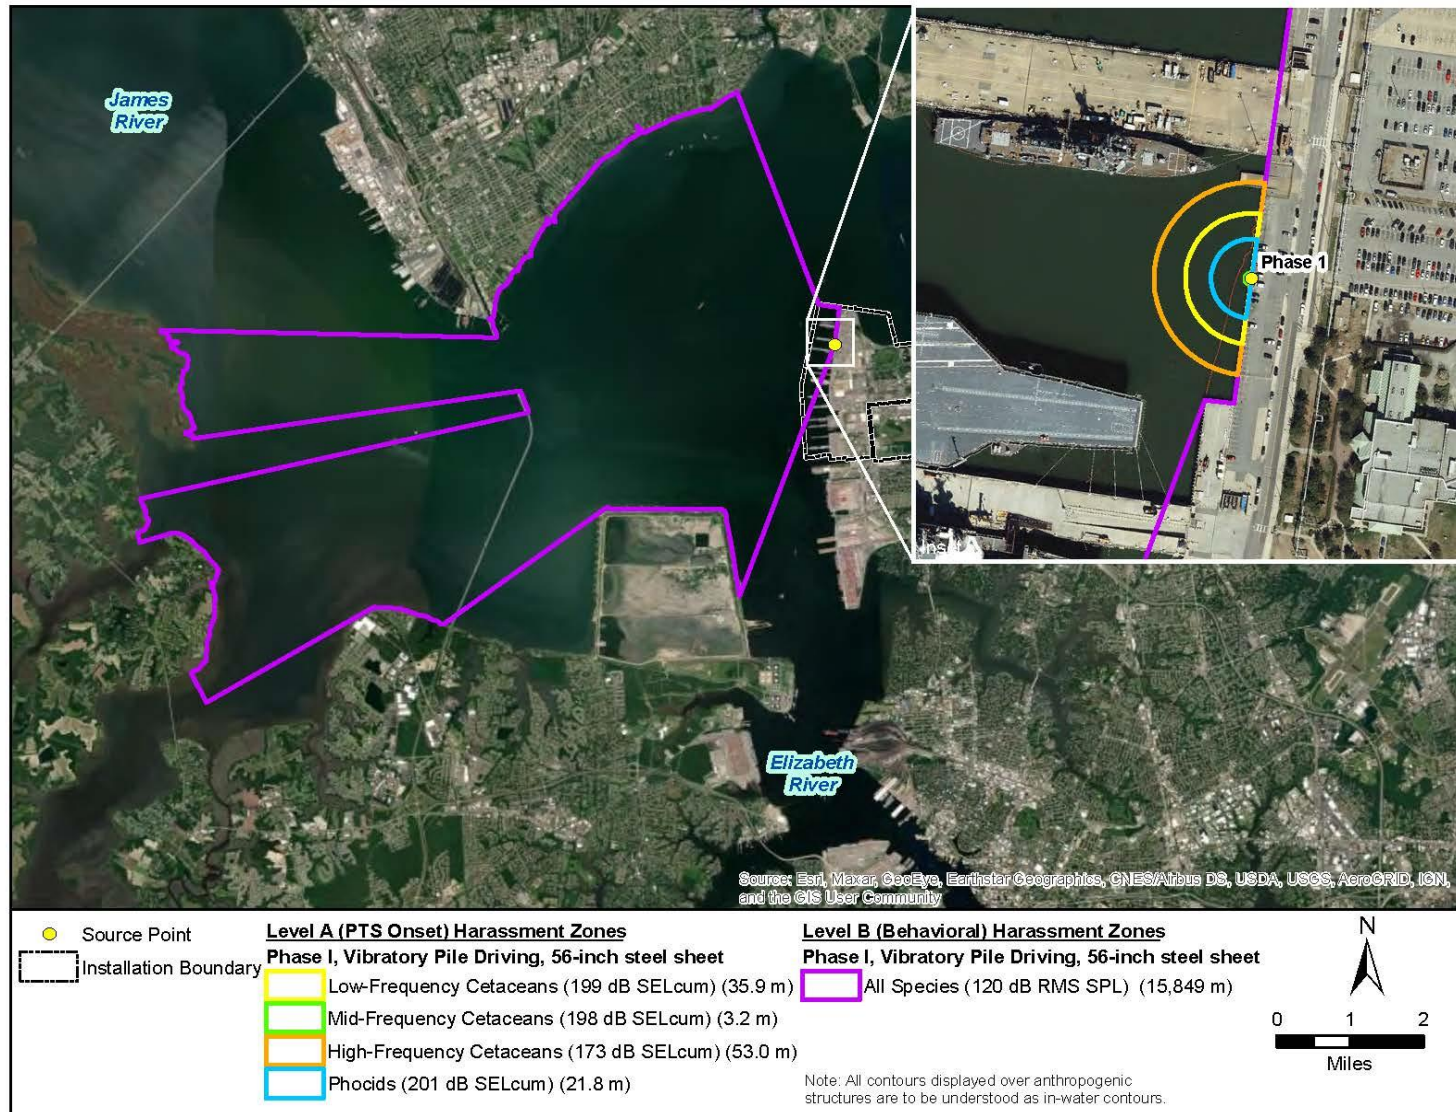 James
River
Phase 1
Inset
Elizabeth
River
Source: Esri, Maxar, GeoEye, Earthstar Geographics, CNES/Airbus DS, USDA, USGS, AeroGRID, IGN,
and the GIS User Community
Source Point
Installation Boundary
Level A (PTS Onset) Harassment Zones
Phase I, Vibratory Pile Driving, 56-inch steel sheet
Low-Frequency Cetaceans (199 dB SELcum) (35.9 m)
Mid-Frequency Cetaceans (198 dB SELcum) (3.2 m)
High-Frequency Cetaceans (173 dB SELcum) (53.0 m)
Phocids (201 dB SELcum) (21.8 m)
Level B (Behavioral) Harassment Zones
Phase I, Vibratory Pile Driving, 56-inch steel sheet
All Species (120 dB RMS SPL) (15,849 m)
Note: All contours displayed over anthropogenic
structures are to be understood as in-water contours.
N
0 1 2
Miles